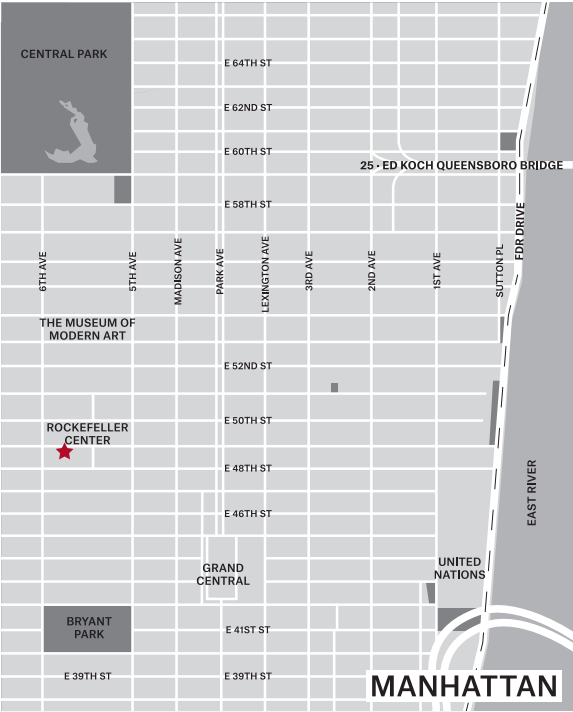 CENTRAL PARK
E 64TH ST
E 62ND ST
E 60TH ST
25 • ED KOCH QUEENSBORO BRIDGE
E 58TH ST
6TH AVE
5TH AVE
MADISON AVE
PARK AVE
LEXINGTON AVE
3RD AVE
2ND AVE
1ST AVE
SUTTON PL
FDR DRIVE
THE MUSEUM OF
MODERN ART
E 52ND ST
E 50TH ST
ROCKEFELLER
CENTER
E 48TH ST
EAST RIVER
E 46TH ST
GRAND
CENTRAL
UNITED
NATIONS
BRYANT
PARK
E 41ST ST
E 39TH ST
E 39TH ST
MANHATTAN